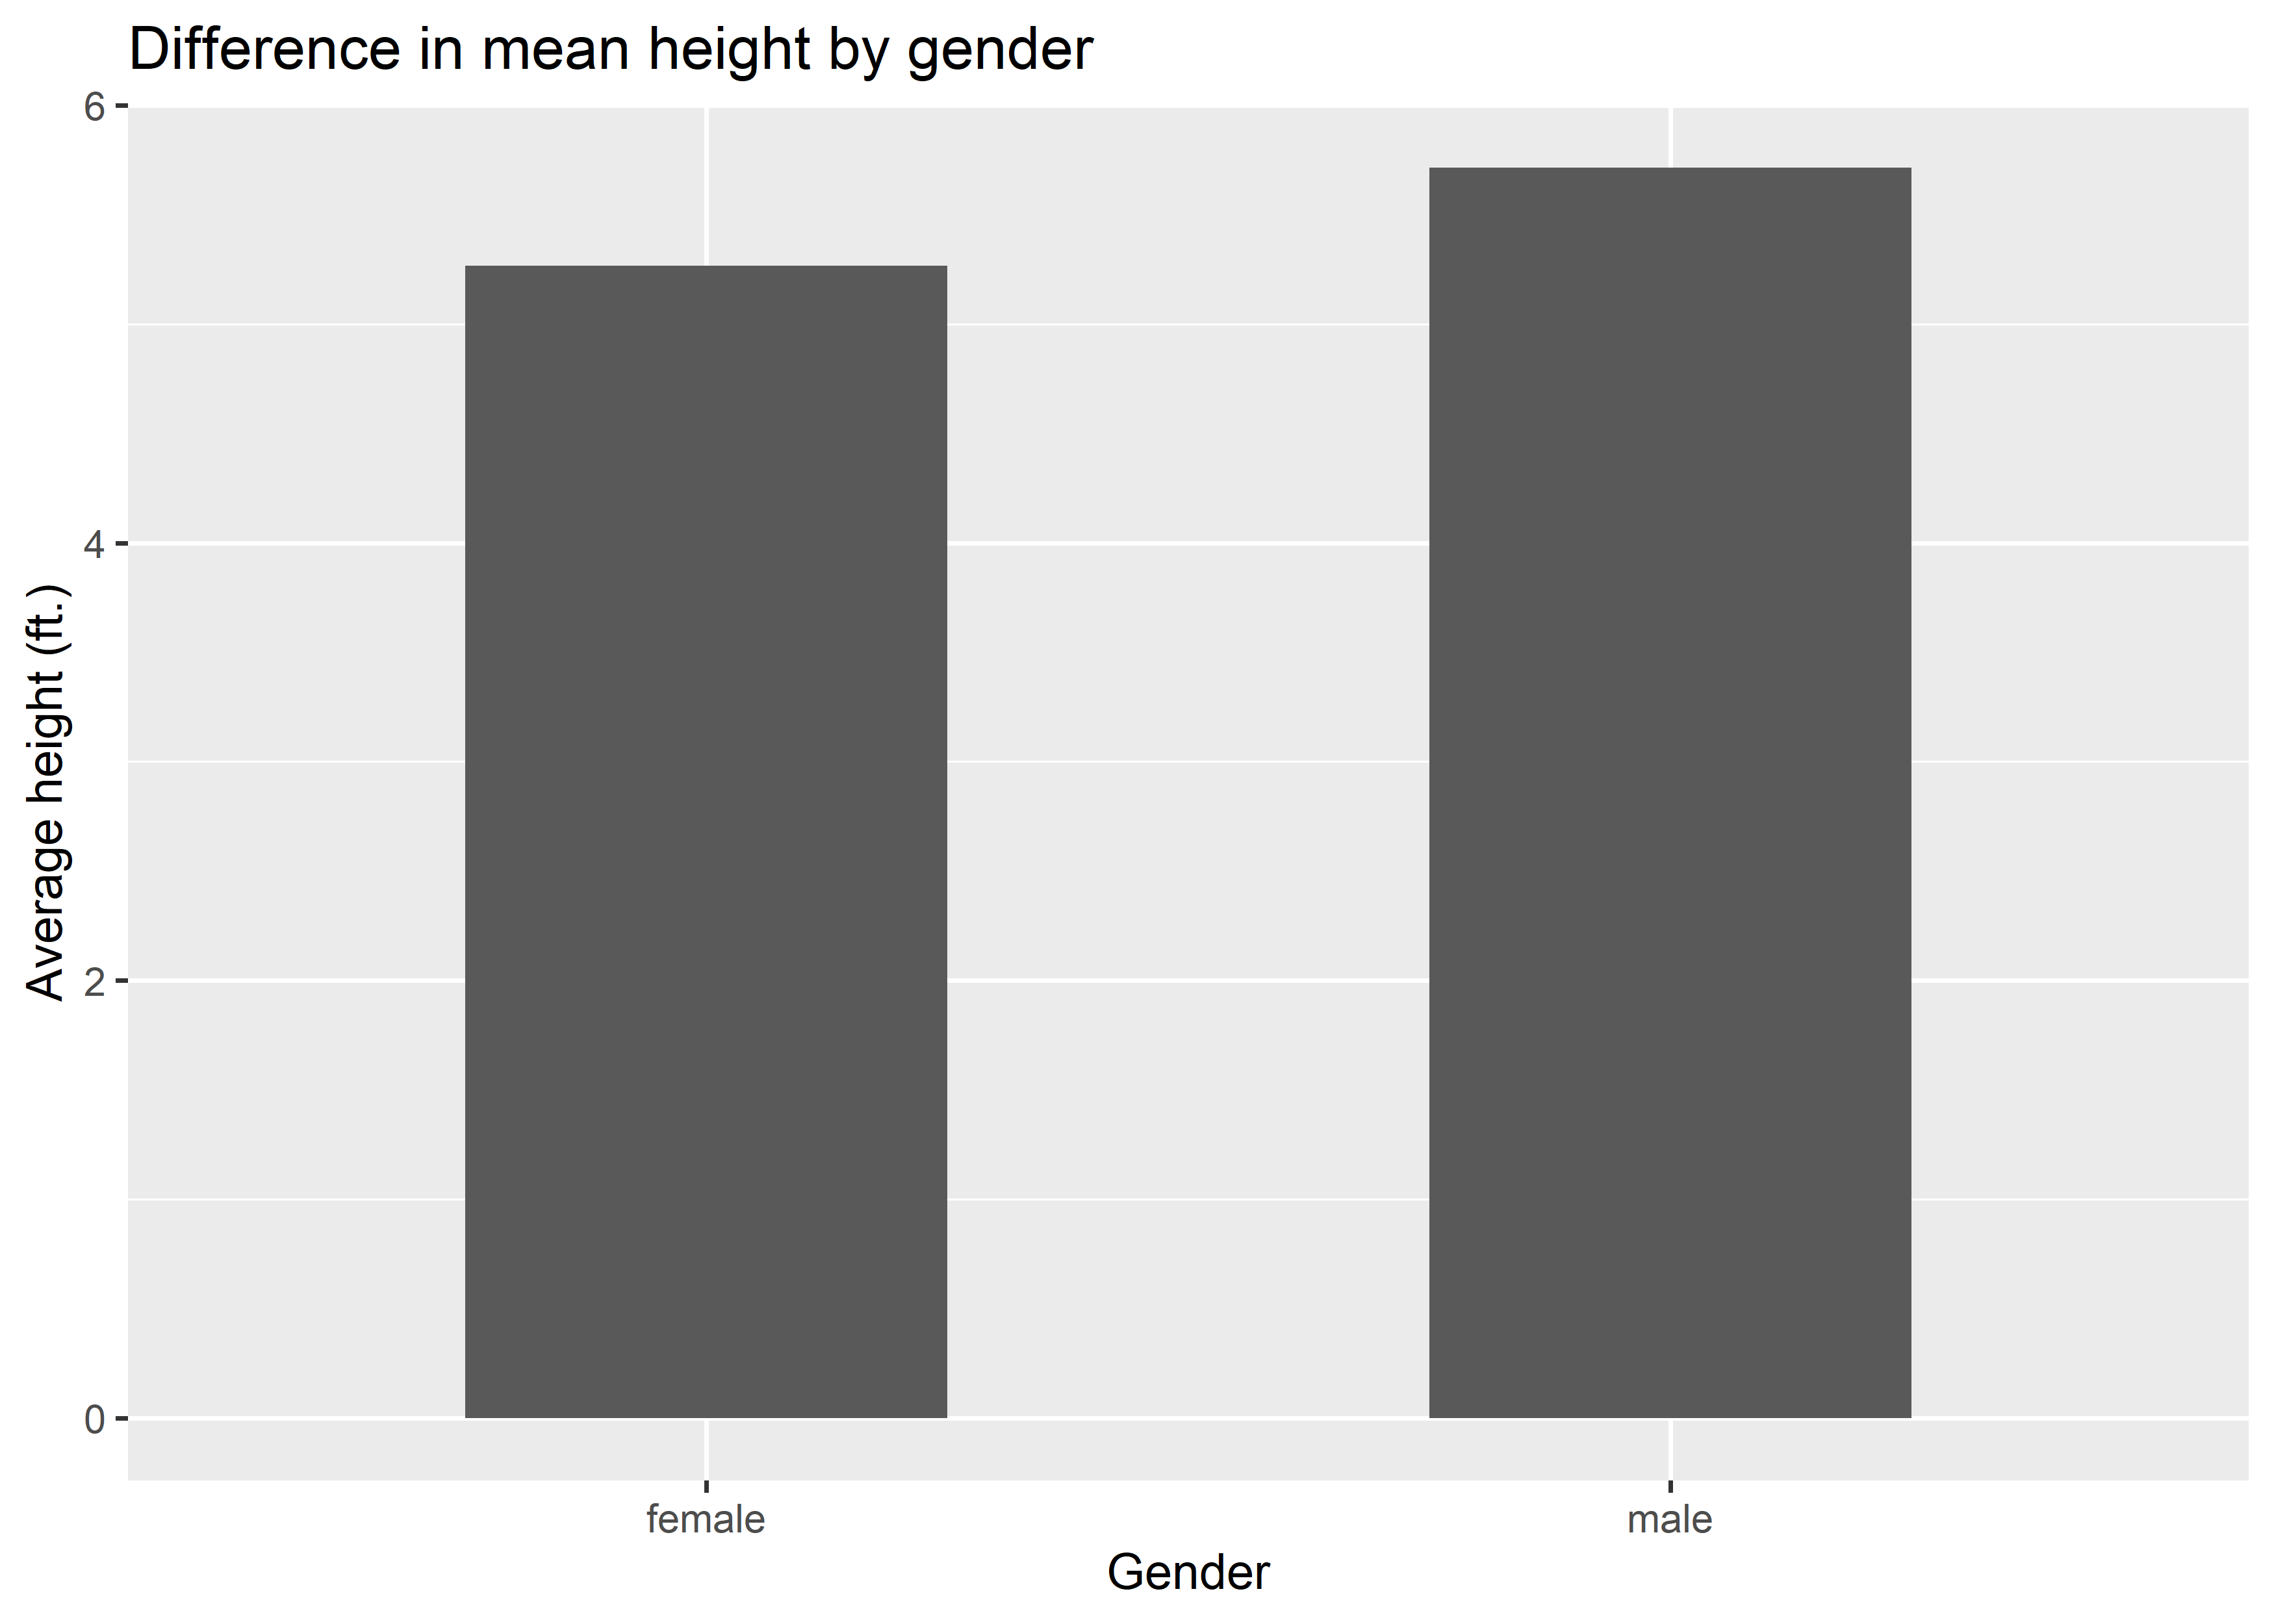 Difference in mean height by gender
6
4
2
0
Average height (ft.)
female
male
Gender